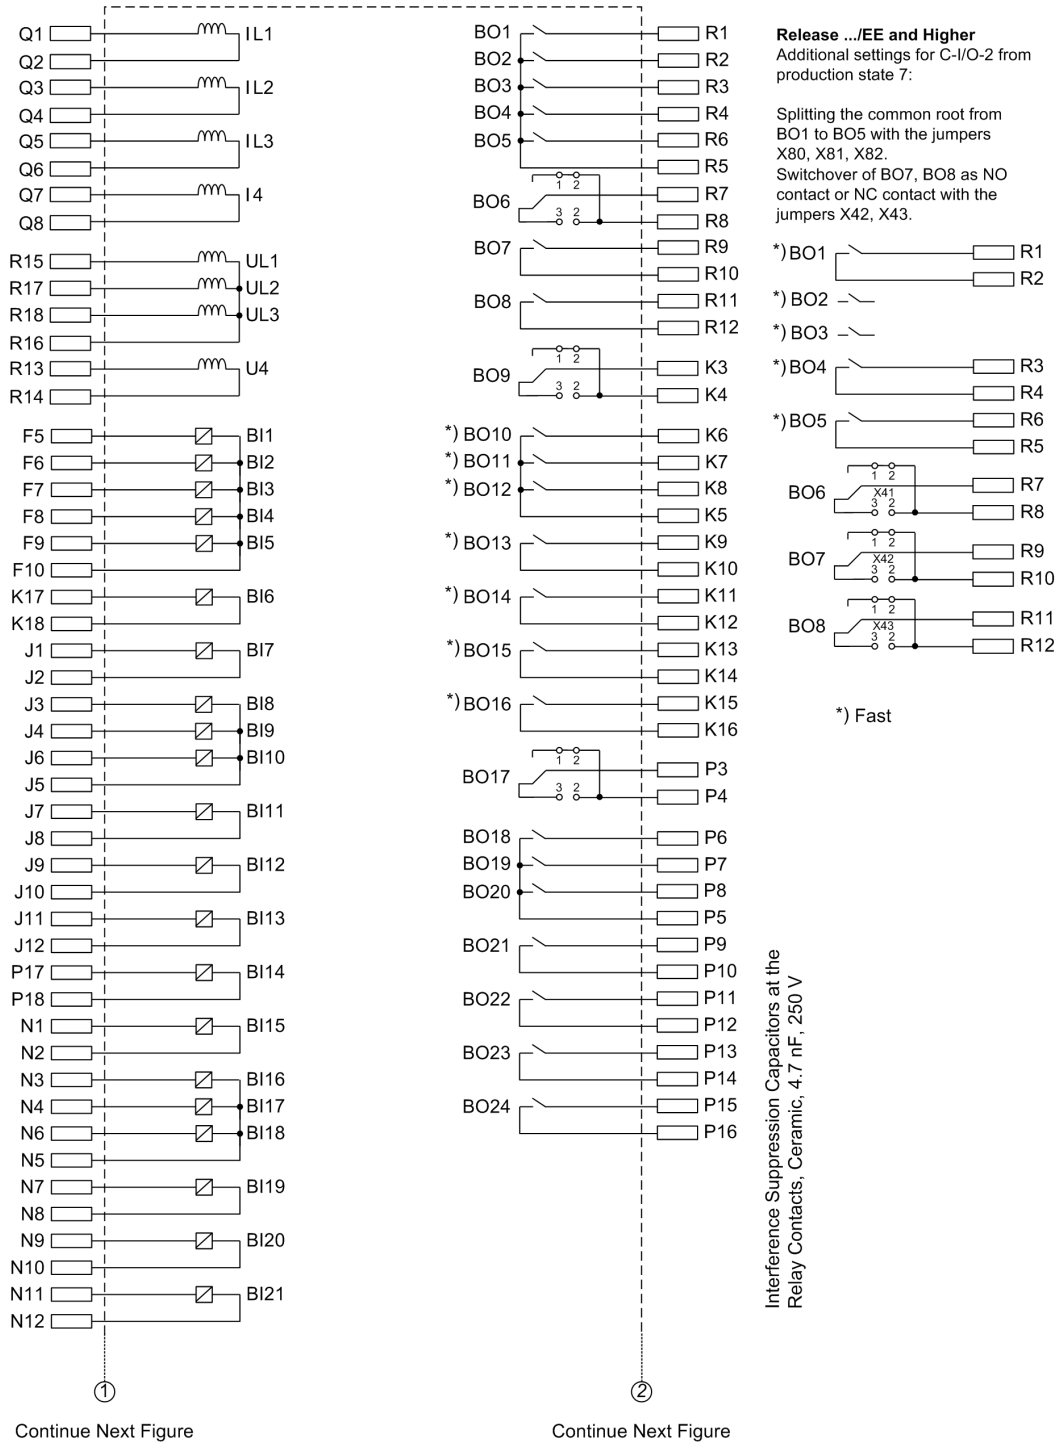 Q1 IL1
Q2
Q3 IL2
Q4
Q5 IL3
Q6
Q7 I4
Q8
R15 UL1
R17 UL2
R18 UL3
R16
R13 U4
R14
F5 BI1
F6 BI2
F7 BI3
F8 BI4
F9 BI5
F10
K17 BI6
K18
J1 BI7
J2
J3 BI8
J4 BI9
J6 BI10
J5
J7 BI11
J8
J9 BI12
J10
J11 BI13
J12
P17 BI14
P18
N1 BI15
N2
N3 BI16
N4 BI17
N6 BI18
N5
N7 BI19
N8
N9 BI20
N10
N11 BI21
N12
1
Continue Next Figure
BO1 R1
BO2 R2
BO3 R3
BO4 R4
BO5 R6
R5
1 2
BO6 R7
3 2 R8
BO7 R9
R10
BO8 R11
R12
1 2
BO9 K3
3 2 K4
*) BO10 K6
*) BO11 K7
*) BO12 K8
K5
*) BO13 K9
K10
*) BO14 K11
K12
*) BO15 K13
K14
*) BO16 K15
K16
1 2
BO17 P3
3 2 P4
BO18 P6
BO19 P7
BO20 P8
P5
BO21 P9
P10
BO22 P11
P12
BO23 P13
P14
BO24 P15
P16
2
Continue Next Figure
Release .../EE and Higher
Additional settings for C-I/O-2 from
production state 7:
Splitting the common root from
BO1 to BO5 with the jumpers
X80, X81, X82.
Switchover of BO7, BO8 as NO
contact or NC contact with the
jumpers X42, X43.
*) BO1 R1
R2
*) BO2
*) BO3
*) BO4 R3
R4
*) BO5 R6
R5
1 2
BO6 X41 R7
3 2 R8
1 2
BO7 X42 R9
3 2 R10
1 2
BO8 X43 R11
3 2 R12
*) Fast
Interference Suppression Capacitors at the
Relay Contacts, Ceramic, 4.7 nF, 250 V